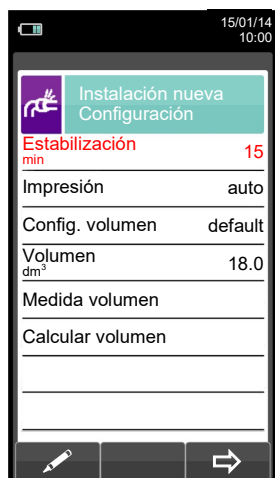 15/01/14
10:00
Instalación nueva
Configuración
Estabilización
min
15
Impresión auto
Config. volumen default
Volumen
dm³
18.0
Medida volumen
Calcular volumen